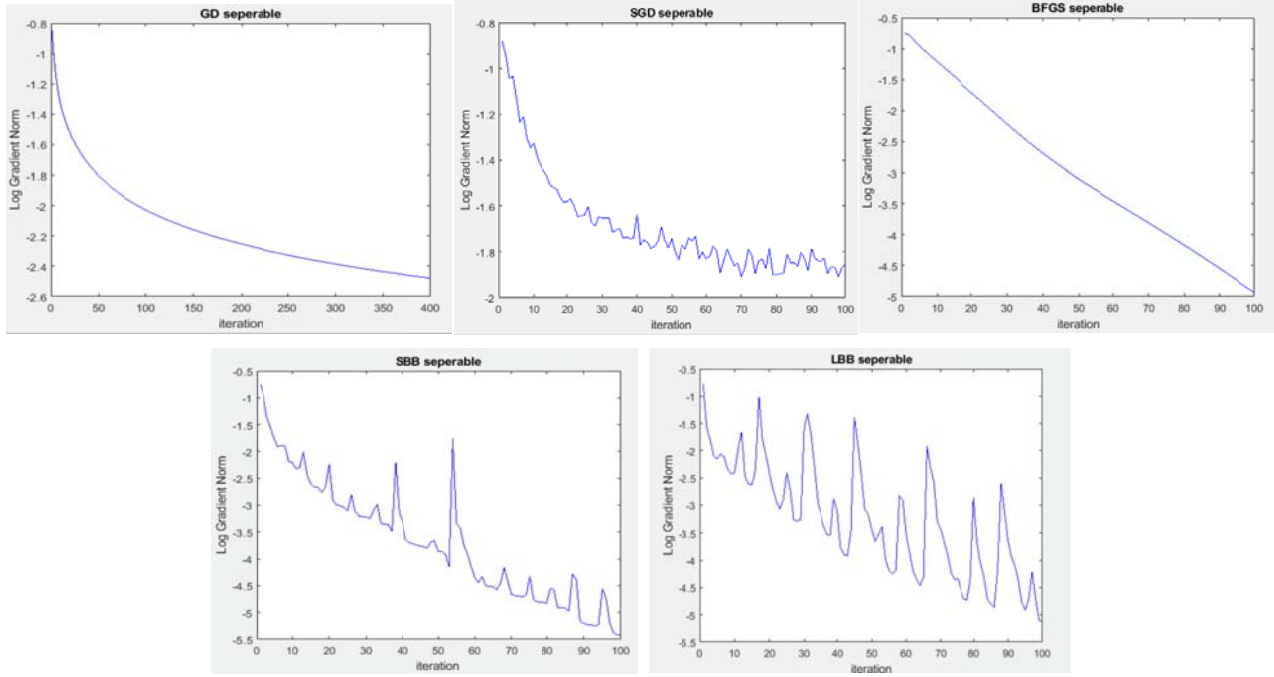 GD seperable
-0.8
-1
-1.2
-1.4
-1.6
-1.8
-2
-2.2
-2.4
-2.6
Log Gradient Norm
0 50 100 150 200 250 300 350 400
iteration
SGD seperable
-0.8
-1
-1.2
-1.4
-1.6
-1.8
-2
Log Gradient Norm
0 10 20 30 40 50 60 70 80 90 100
iteration
BFGS seperable
-0.5
-1
-1.5
-2
-2.5
-3
-3.5
-4
-4.5
-5
Log Gradient Norm
0 10 20 30 40 50 60 70 80 90 100
iteration
SBB seperable
-0.5
-1
-1.5
-2
-2.5
-3
-3.5
-4
-4.5
-5
-5.5
Log Gradient Norm
0 10 20 30 40 50 60 70 80 90 100
iteration
LBB seperable
-0.5
-1
-1.5
-2
-2.5
-3
-3.5
-4
-4.5
-5
-5.5
Log Gradient Norm
0 10 20 30 40 50 60 70 80 90 100
iteration